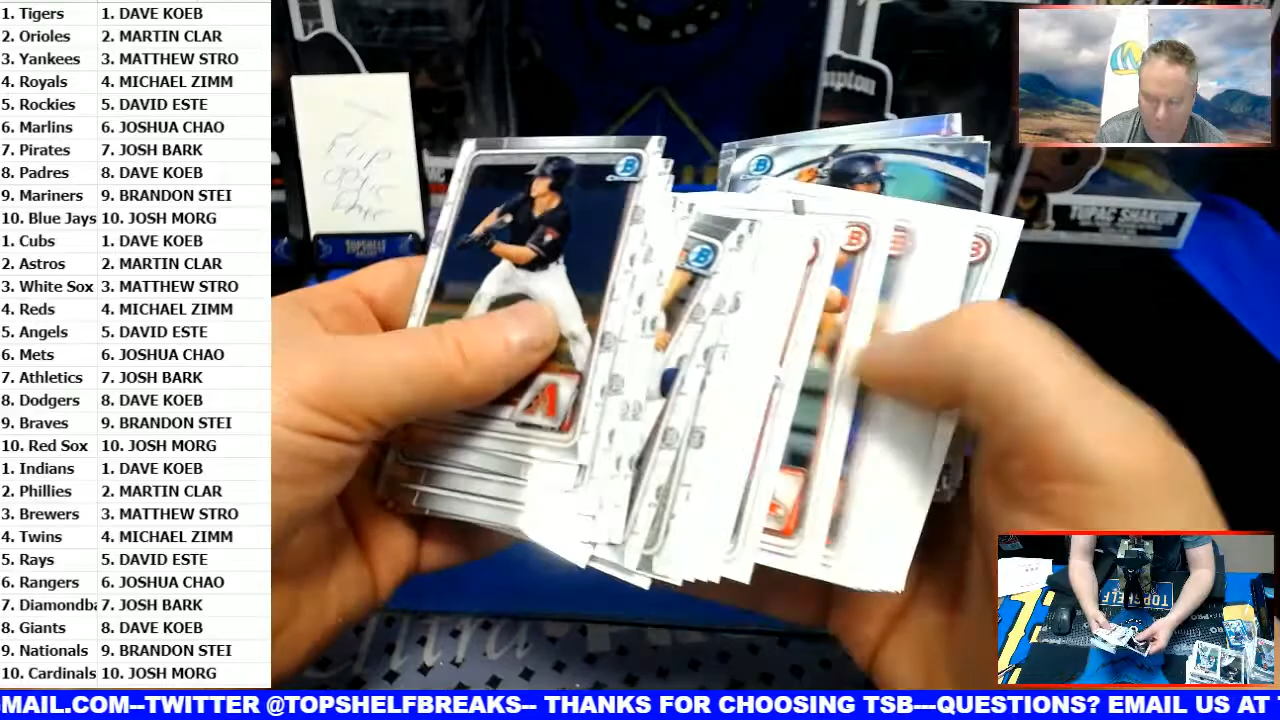 1. Tigers 1. DAVE KOEB
2. Orioles 2. MARTIN CLAR
3. Yankees 3. MATTHEW STRO
4. Royals 4. MICHAEL ZIMM
5. Rockies 5. DAVID ESTE
6. Marlins 6. JOSHUA CHAO
7. Pirates 7. JOSH BARK
8. Padres 8. DAVE KOEB
9. Mariners 9. BRANDON STEI
10. Blue Jays 10. JOSH MORG
1. Cubs 1. DAVE KOEB
2. Astros 2. MARTIN CLAR
3. White Sox 3. MATTHEW STRO
4. Reds 4. MICHAEL ZIMM
5. Angels 5. DAVID ESTE
6. Mets 6. JOSHUA CHAO
7. Athletics 7. JOSH BARK
8. Dodgers 8. DAVE KOEB
9. Braves 9. BRANDON STEI
10. Red Sox 10. JOSH MORG
1. Indians 1. DAVE KOEB
2. Phillies 2. MARTIN CLAR
3. Brewers 3. MATTHEW STRO
4. Twins 4. MICHAEL ZIMM
5. Rays 5. DAVID ESTE
6. Rangers 6. JOSHUA CHAO
7. Diamondba 7. JOSH BARK
8. Giants 8. DAVE KOEB
9. Nationals 9. BRANDON STEI
10. Cardinals 10. JOSH MORG
TUPAC SHAKUR
TOPSHELF
TOPSHELF
MAIL.COM--TWITTER @TOPSHELFBREAKS-- THANKS FOR CHOOSING TSB---QUESTIONS? EMAIL US AT